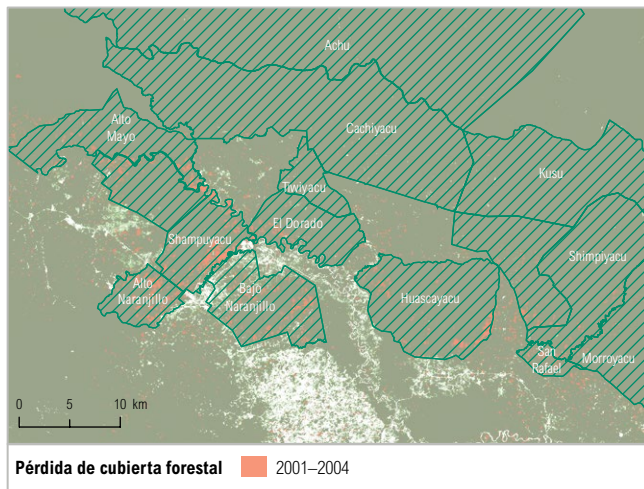 Achu
Alto
Mayo
Cachiyacu
Kusu
Tiwiyacu
El Dorado
Shampuyacu
Shimpiyacu
Alto
Naranjillo
Bajo
Naranjillo
Huascayacu
San
Rafael
Morroyacu
0 5 10 km
Pérdida de cubierta forestal 2001–2004